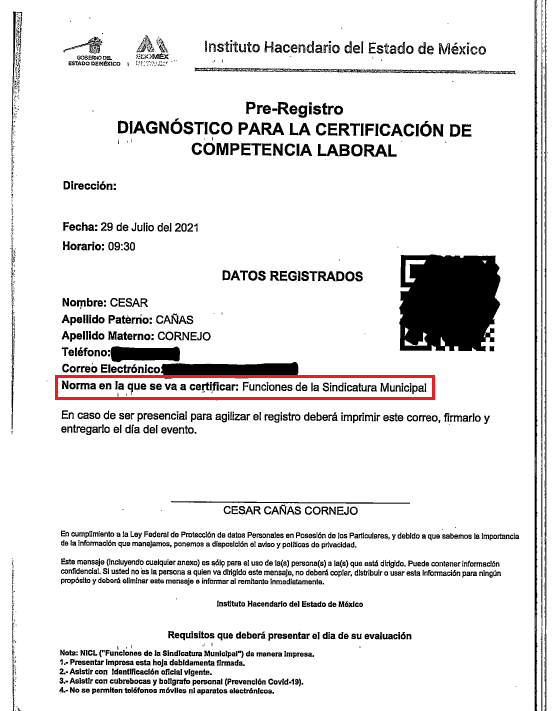 GOBIERNO DEL
ESTADO DE MÉXICO
EDOMÉX
Instituto Hacendario del Estado de México
Pre-Registro
DIAGNÓSTICO PARA LA CERTIFICACIÓN DE
COMPETENCIA LABORAL
Dirección:
Fecha: 29 de Julio del 2021
Horario: 09:30
DATOS REGISTRADOS
Nombre: CESAR
Apellido Paterno: CAÑAS
Apellido Materno: CORNEJO
Teléfono:
Correo Electrónico:
Norma en la que se va a certificar: Funciones de la Sindicatura Municipal
En caso de ser presencial para agilizar el registro deberá imprimir este correo, firmarlo y
entregarlo el día del evento.
CESAR CAÑAS CORNEJO
En cumplimiento a la Ley Federal de Protección de datos Personales en Posesión de los Particulares, y debido a que sabemos la importancia
de la información que manejamos, ponemos a disposición el aviso y políticas de privacidad.
Este mensaje (incluyendo cualquier anexo) es sólo para el uso de la(s) persona(s) a la(s) que está dirigido. Puede contener información
confidencial. Si usted no es la persona a quien va dirigido este mensaje, no deberá copiar, distribuir o usar esta información para ningún
propósito y deberá eliminar este mensaje e informar al remitente inmediatamente.
Instituto Hacendario del Estado de México
Requisitos que deberá presentar el día de su evaluación
Nota: NICL ("Funciones de la Sindicatura Municipal") de manera impresa.
1.- Presentar impresa esta hoja debidamente firmada.
2.- Asistir con identificación oficial vigente.
3.- Asistir con cubrebocas y bolígrafo personal (Prevención Covid-19).
4.- No se permiten teléfonos móviles ni aparatos electrónicos.